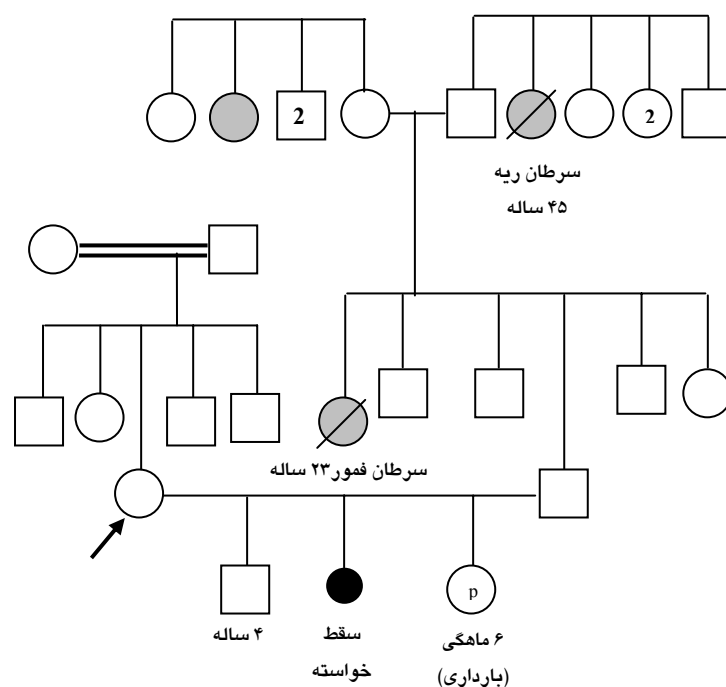 2
2
سرطان ریه
۴۵ ساله
سرطان فمور۲۳ ساله
p
۴ ساله
سقط
خواسته
۶ ماهگی
(بارداری)